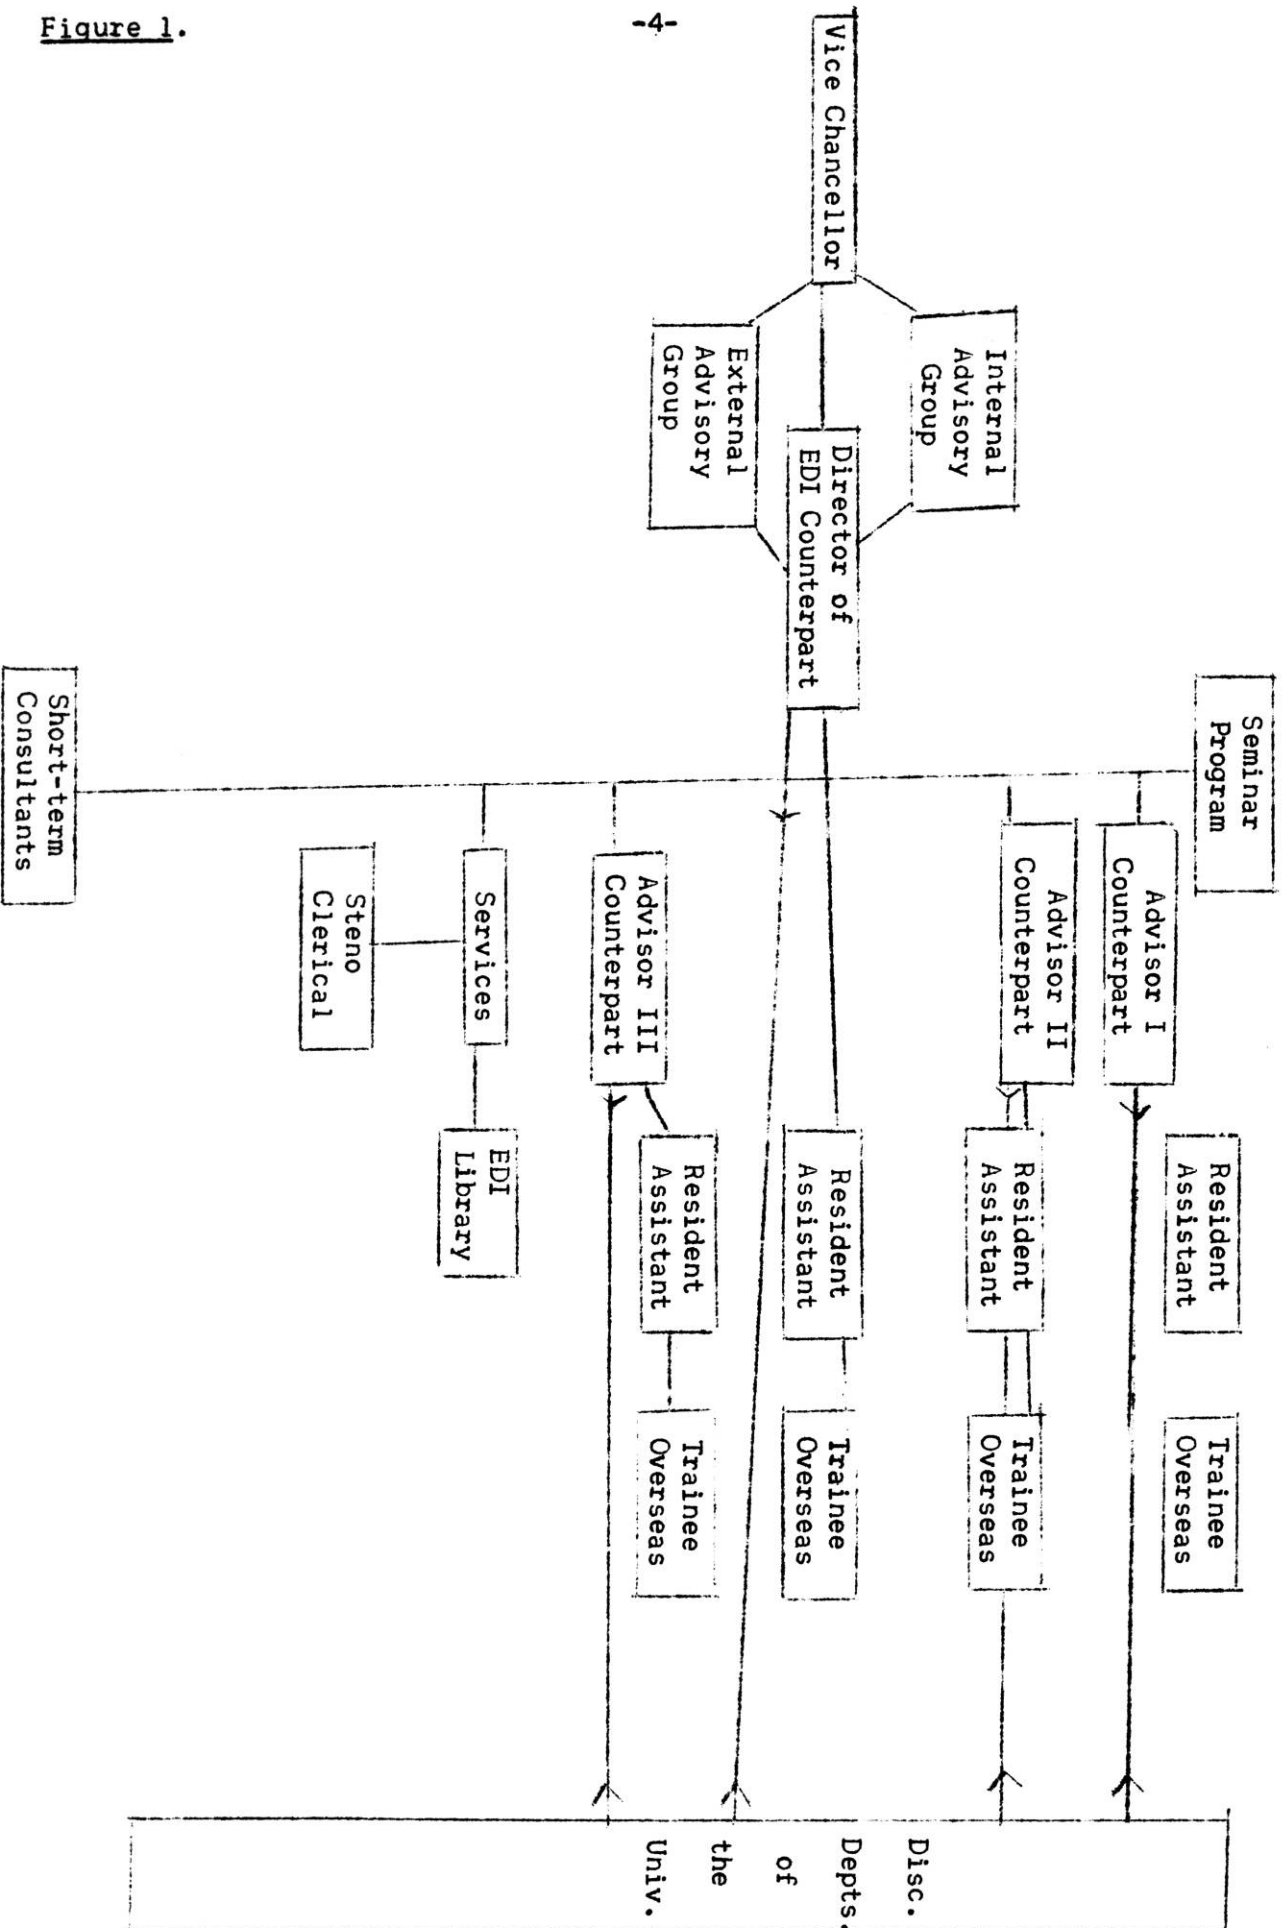 Figure 1.
-4-
Vice Chancellor
Internal
Advisory
Group
External
Advisory
Group
Director of
EDI Counterpart
Seminar
Program
Short-term
Consultants
Advisor I
Counterpart
Advisor II
Counterpart
Advisor III
Counterpart
Services
Steno
Clerical
EDI
Library
Resident
Assistant
Resident
Assistant
Resident
Assistant
Resident
Assistant
Trainee
Overseas
Trainee
Overseas
Trainee
Overseas
Trainee
Overseas
Disc.
Depts.
of
the
Univ.